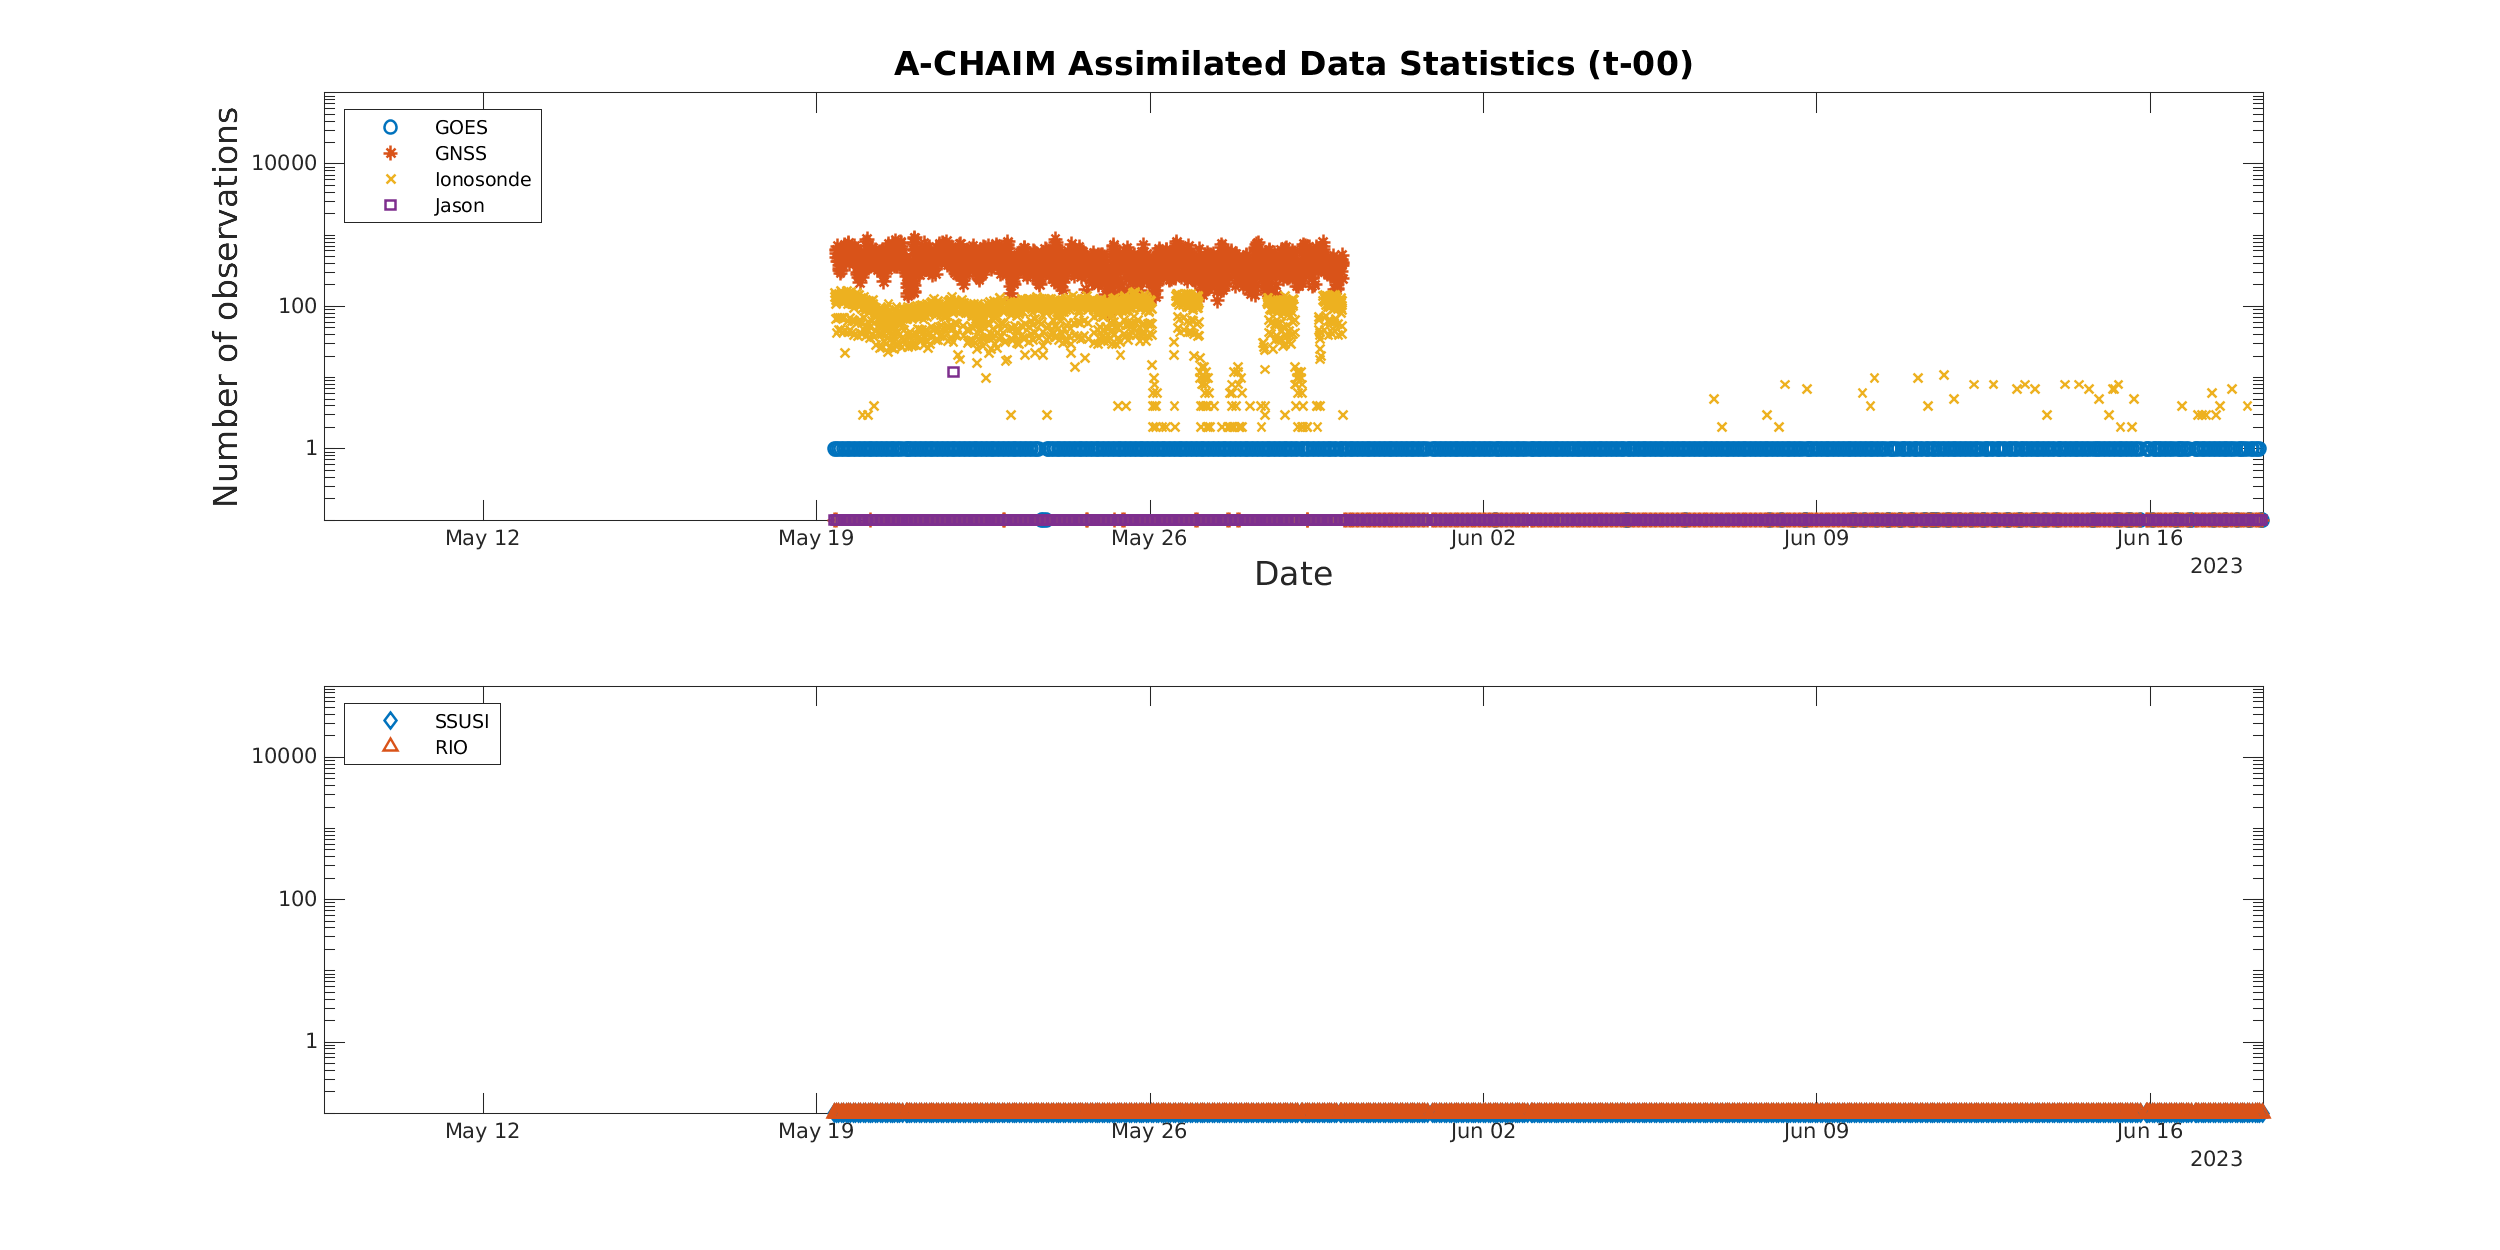 A-CHAIM Assimilated Data Statistics (t-00)
Number of observations
10000
100
1
GOES
GNSS
Ionosonde
Jason
May 12
May 19
May 26
Jun 02
Jun 09
Jun 16
2023
Date
10000
100
1
SSUSI
RIO
May 12
May 19
May 26
Jun 02
Jun 09
Jun 16
2023